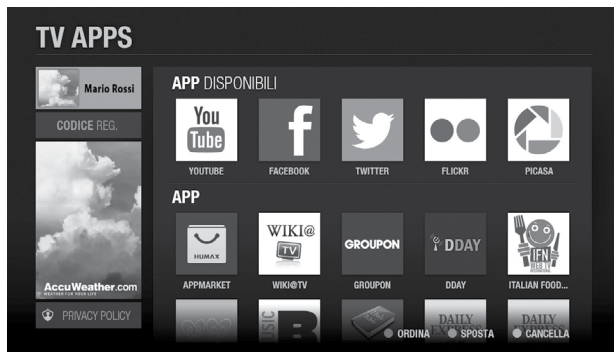 TV APPS
Mario Rossi
CODICE REG.
AccuWeather.com
WEATHER FOR YOUR LIFE
PRIVACY POLICY
APP DISPONIBILI
You
Tube
f
YOUTUBE
FACEBOOK
TWITTER
FLICKR
PICASA
APP
HUMAX
WIKI@
TV
GROUPON
DDAY
IFN
WEB TV
APPMARKET
WIKI@TV
GROUPON
DDAY
ITALIAN FOOD...
DAILY
DAILY
ORDINA
SPOSTA
CANCELLA